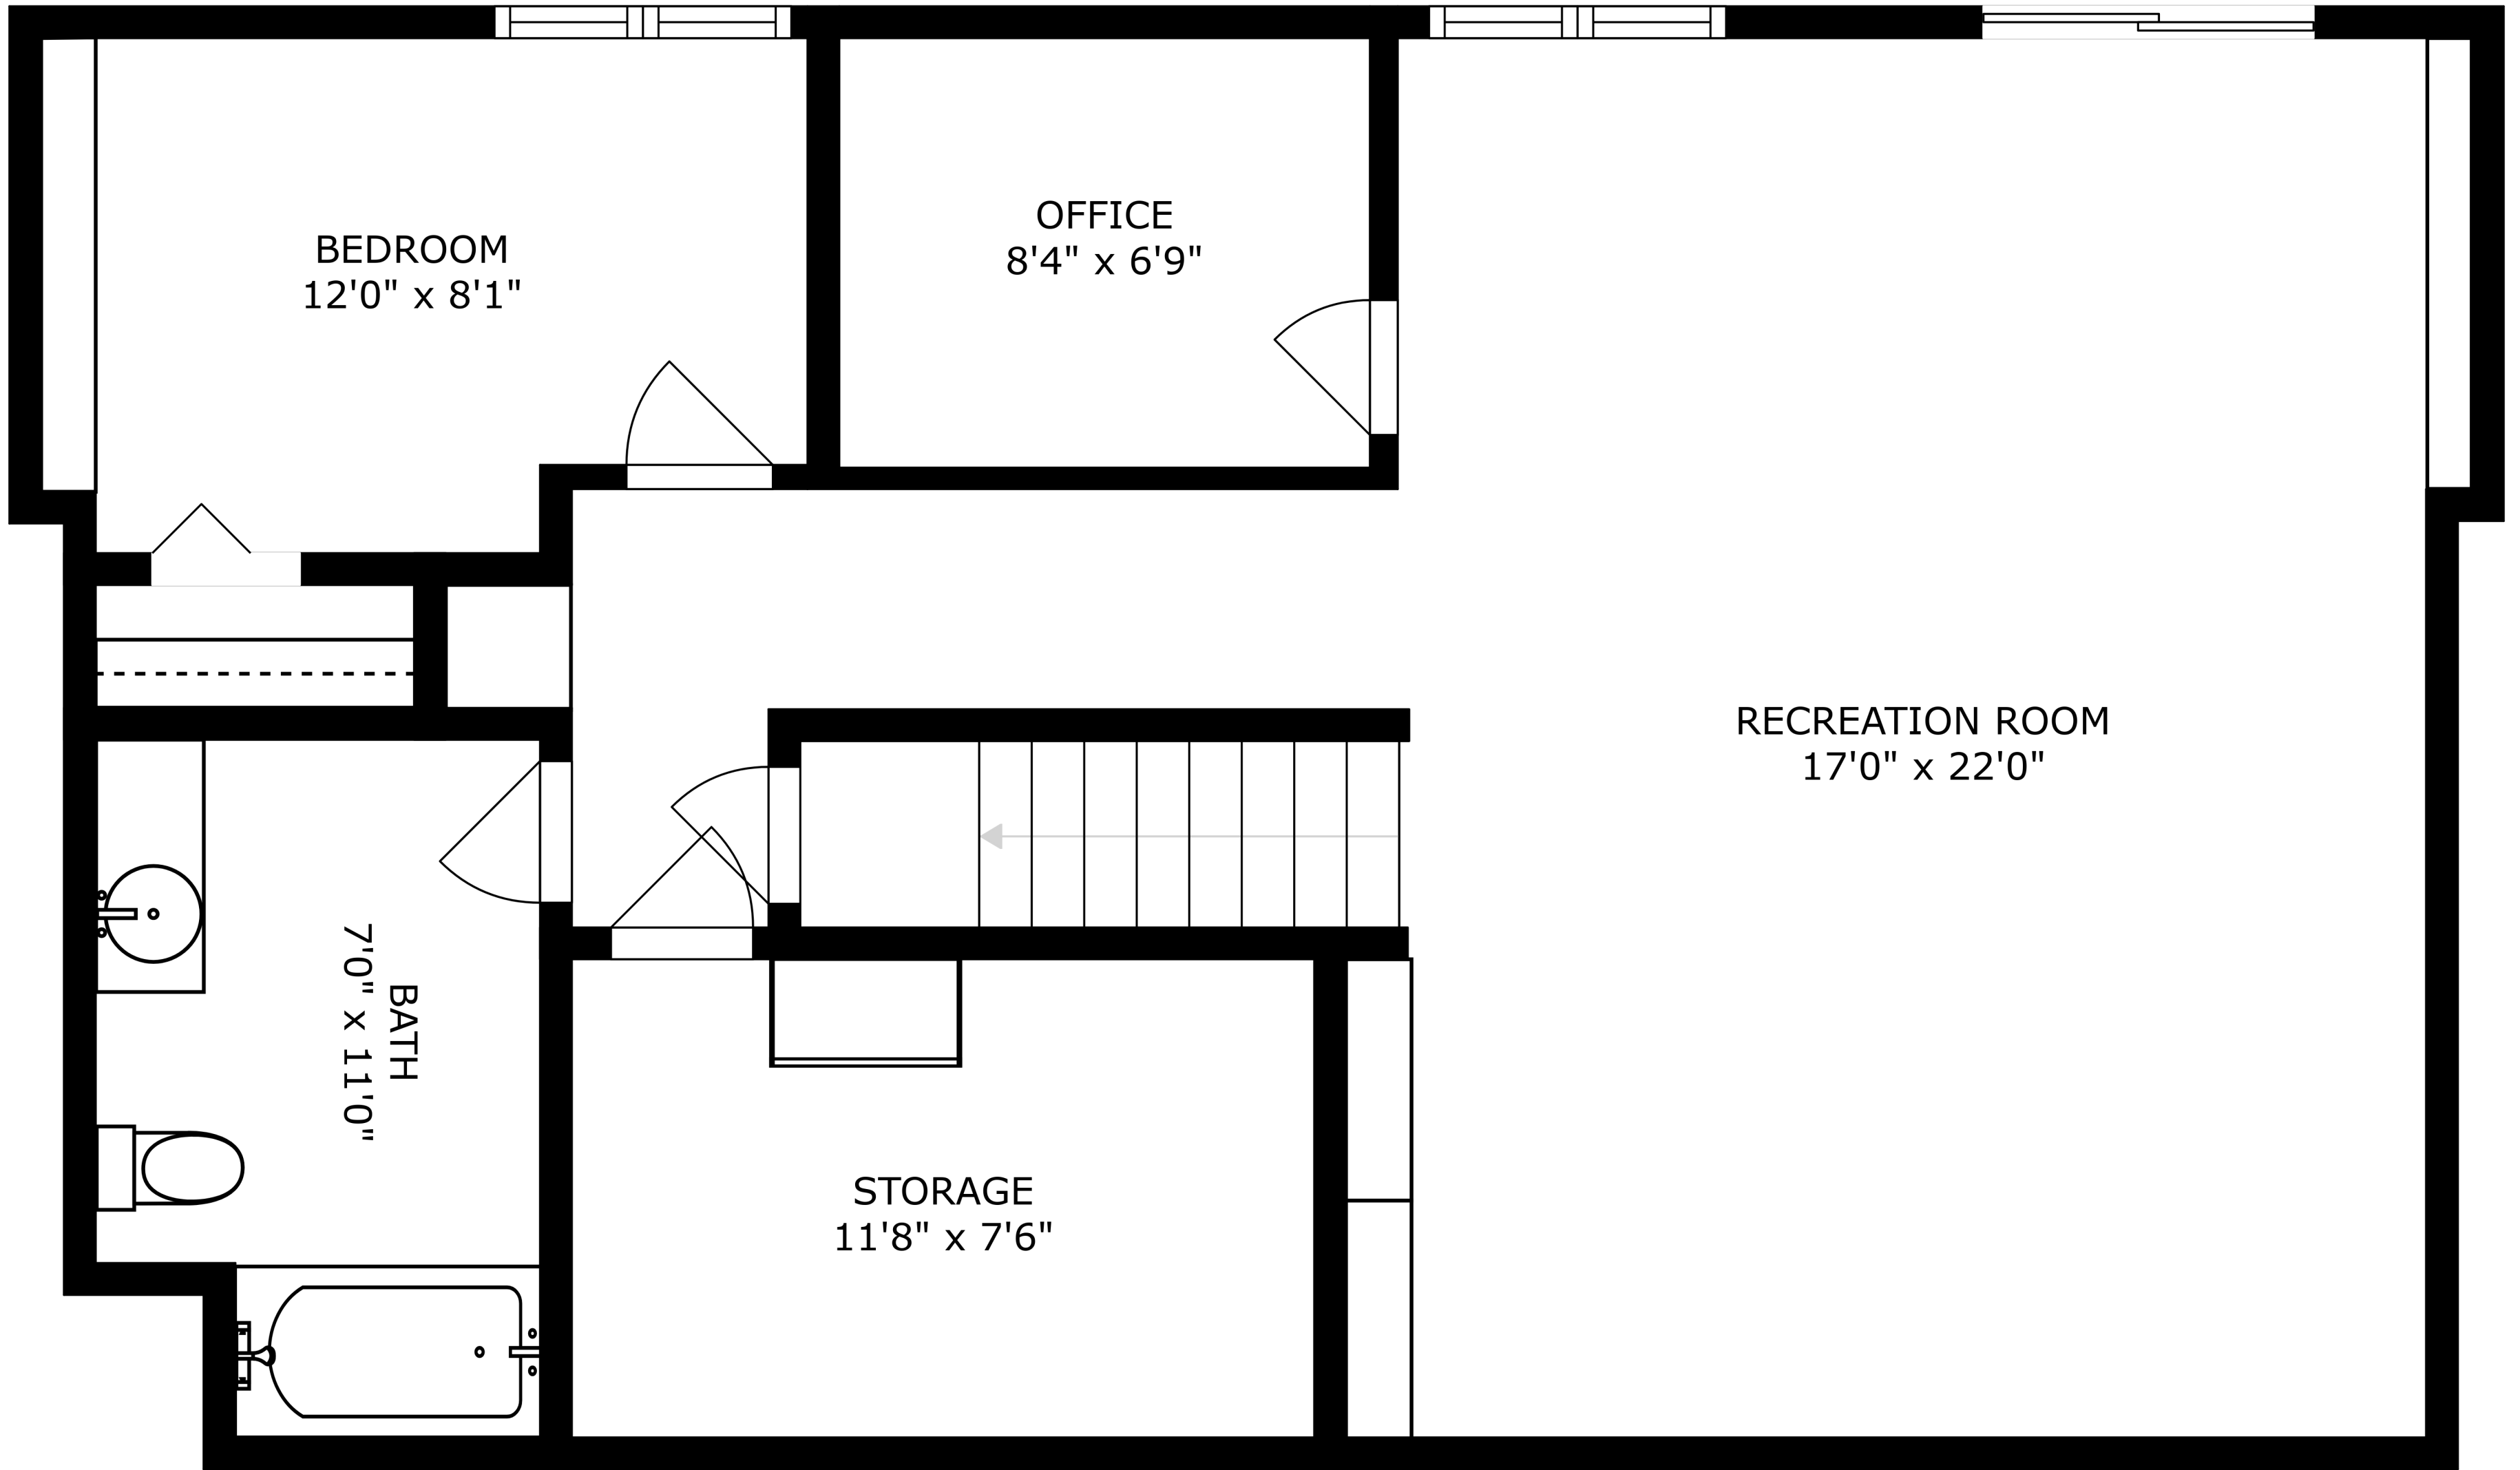 BEDROOM
12'0" x 8'1"
OFFICE
8'4" x 6'9"
RECREATION ROOM
17'0" x 22'0"
BATH
7'0" x 11'0"
STORAGE
11'8" x 7'6"